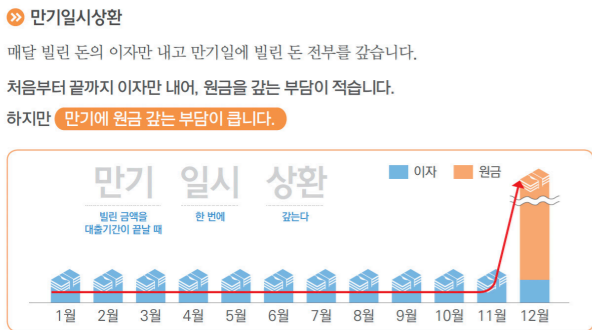 만기일시상환
매달 빌린 돈의 이자만 내고 만기일에 빌린 돈 전부를 갚습니다.
처음부터 끝까지 이자만 내어, 원금을 갚는 부담이 적습니다.
하지만 만기에 원금 갚는 부담이 큽니다.
만기 일시 상환
빌린 금액을 한 번에 갚는다
대출기간이 끝날 때
이자 원금
1월 2월 3월 4월 5월 6월 7월 8월 9월 10월 11월 12월